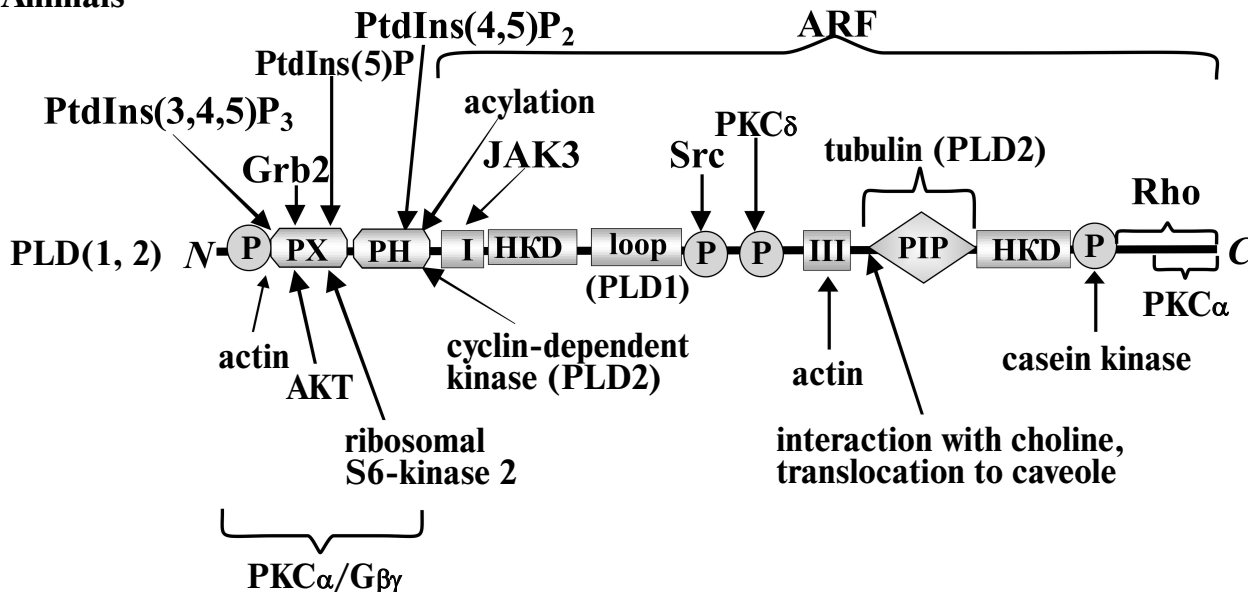 Animals
PtdIns(4,5)P₂
ARF
PtdIns(5)P
PtdIns(3,4,5)P₃
acylation
PKCδ
Grb2
JAK3
Src
tubulin (PLD2)
Rho
PLD(1, 2) N P PX PH I HKD loop P P III PIP HKD P C
(PLD1)
PKCα
actin
AKT
cyclin-dependent
kinase (PLD2)
actin
casein kinase
ribosomal
S6-kinase 2
interaction with choline,
translocation to caveole
PKCα/Gβγ